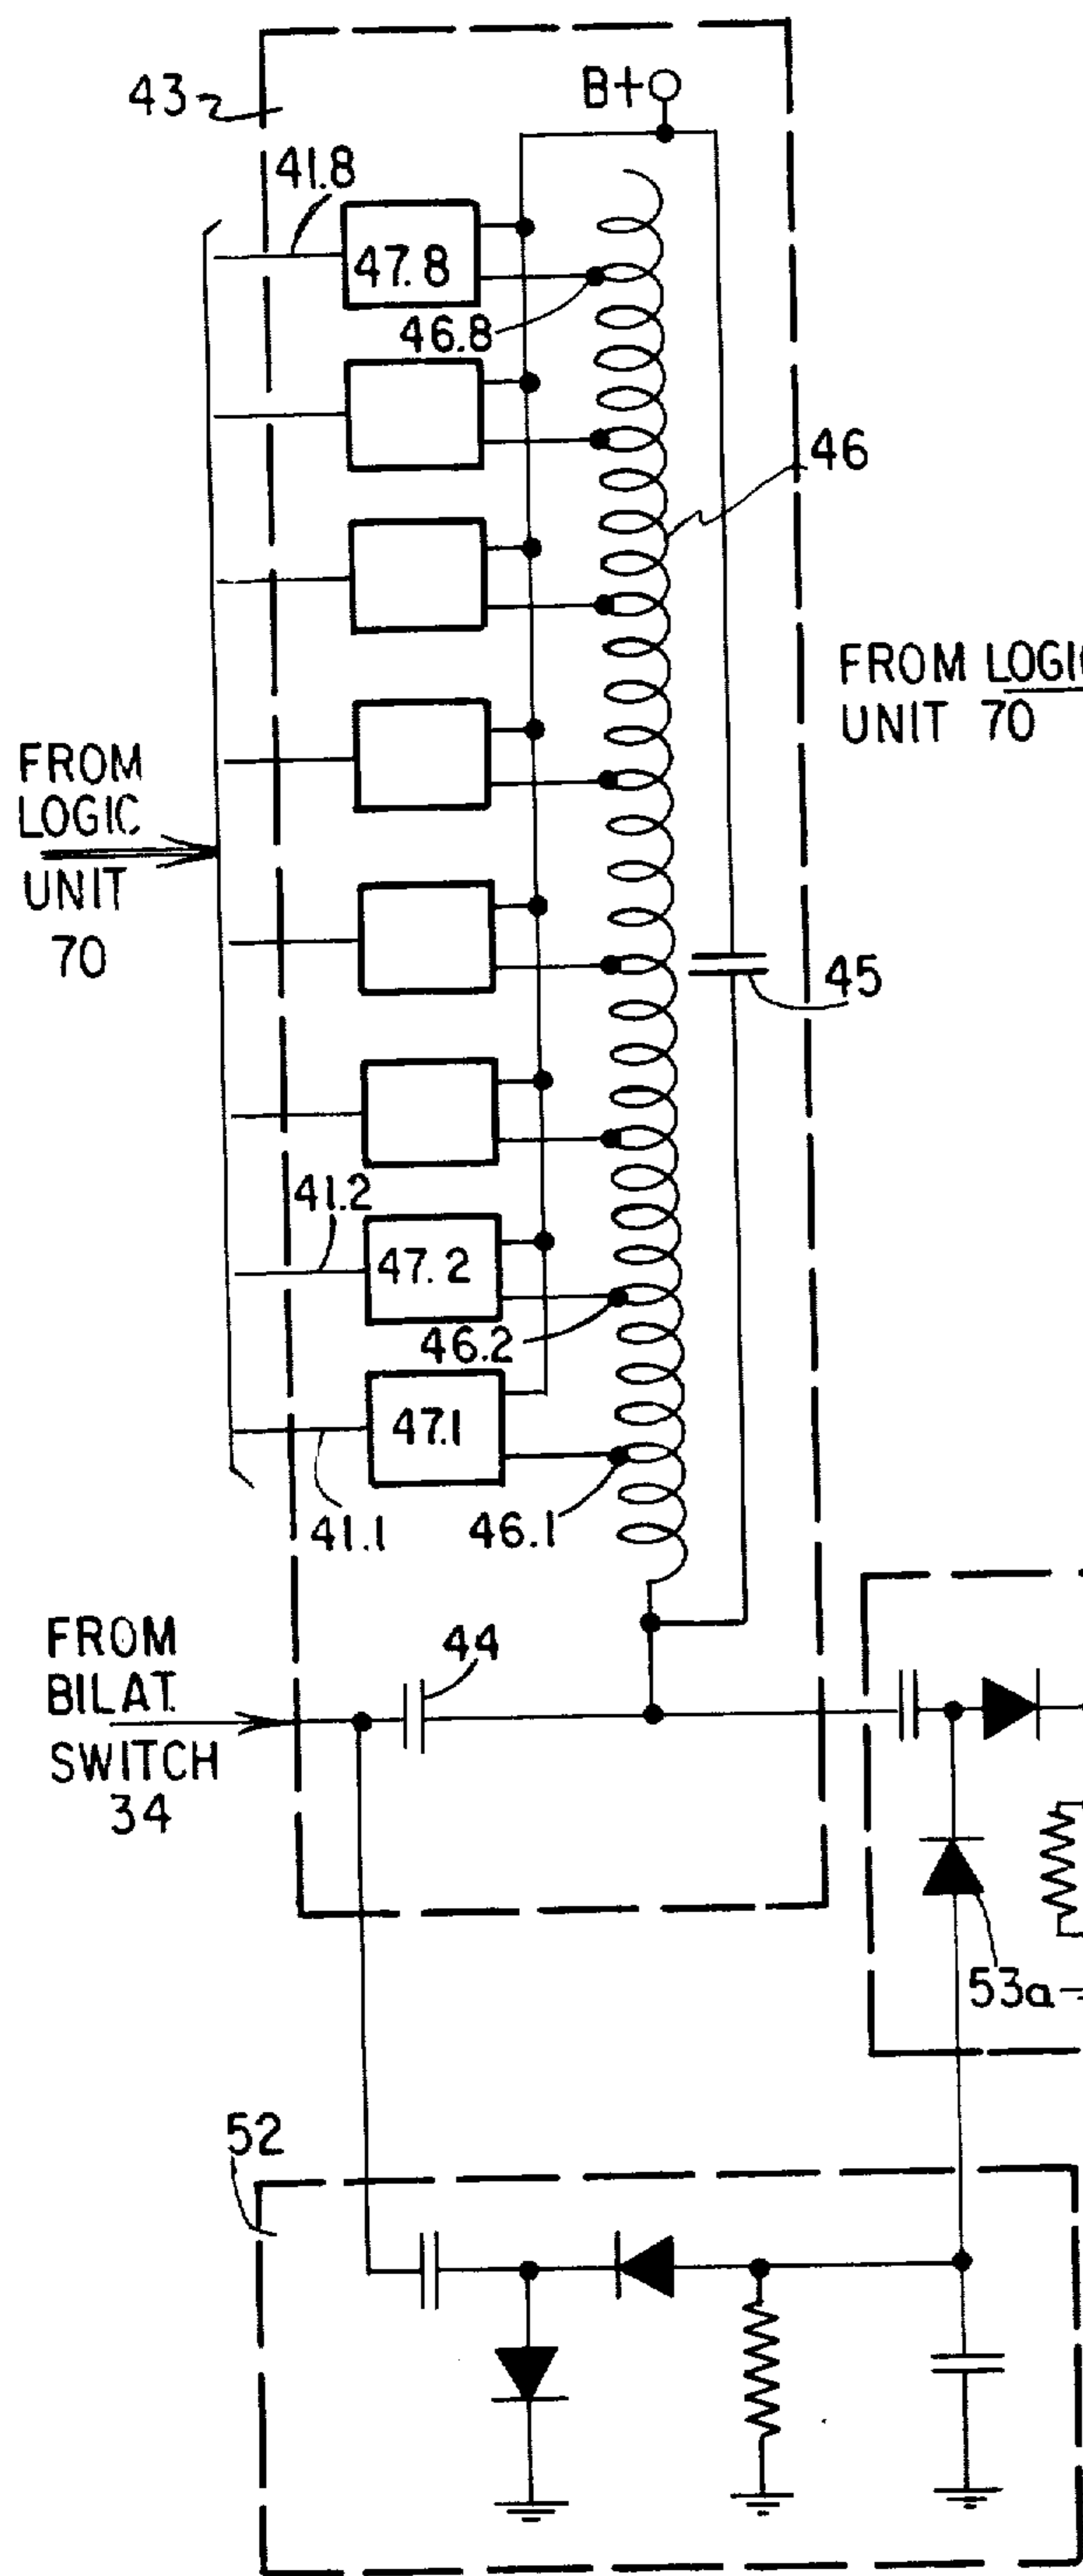 B+
43
41.8
47.8
46.8
46
FROM LOGIC
UNIT 70
FROM
LOGIC
UNIT
70
45
41.2
47.2
46.2
47.1
41.1
46.1
44
FROM
BILAT.
SWITCH
34
53a
52